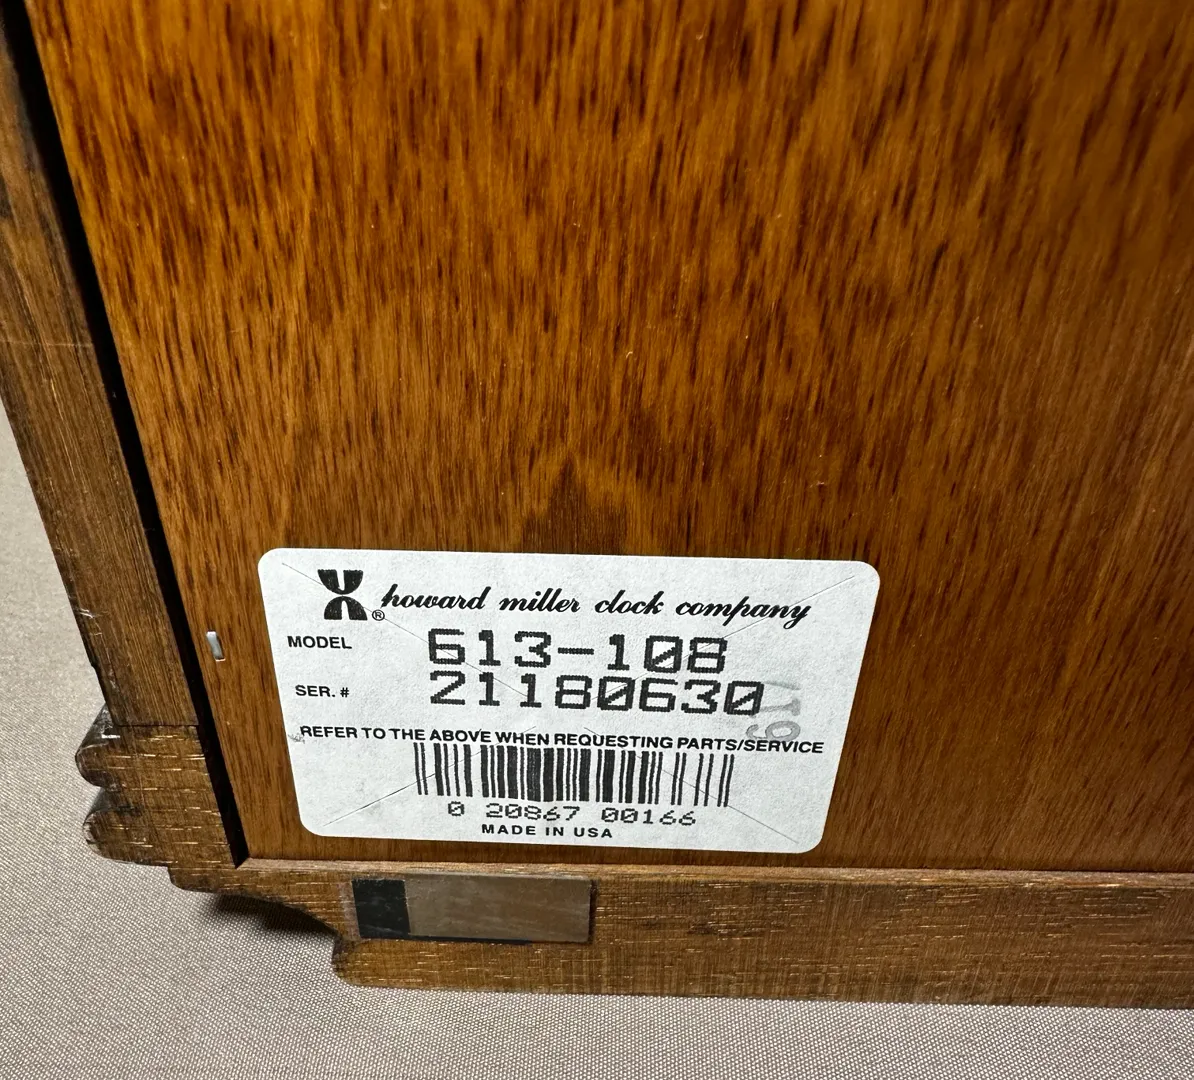 ® howard miller clock company
MODEL 613-108
SER. # 21180630
617
REFER TO THE ABOVE WHEN REQUESTING PARTS/SERVICE
0 20867 00166
MADE IN USA